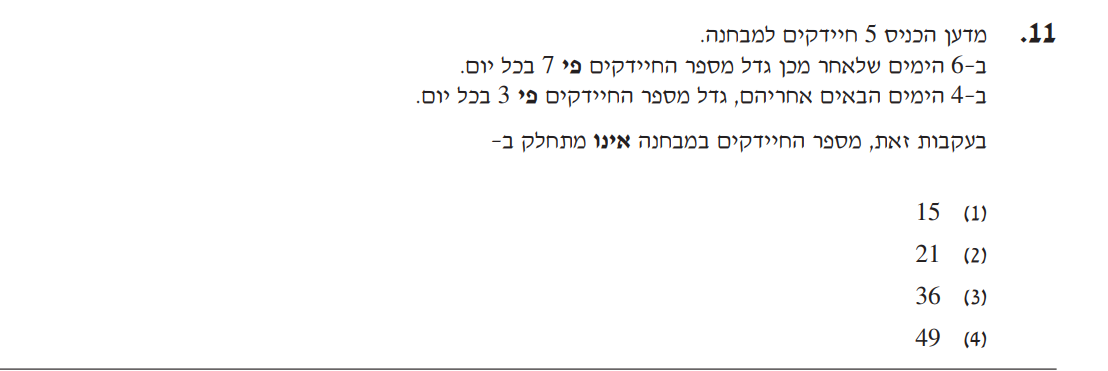 11. מדען הכניס 5 חיידקים למבחנה.
ב-6 הימים שלאחר מכן גדל מספר החיידקים פי 7 בכל יום.
ב-4 הימים הבאים אחריהם, גדל מספר החיידקים פי 3 בכל יום.
בעקבות זאת, מספר החיידקים במבחנה אינו מתחלק ב-
(1) 15
(2) 21
(3) 36
(4) 49